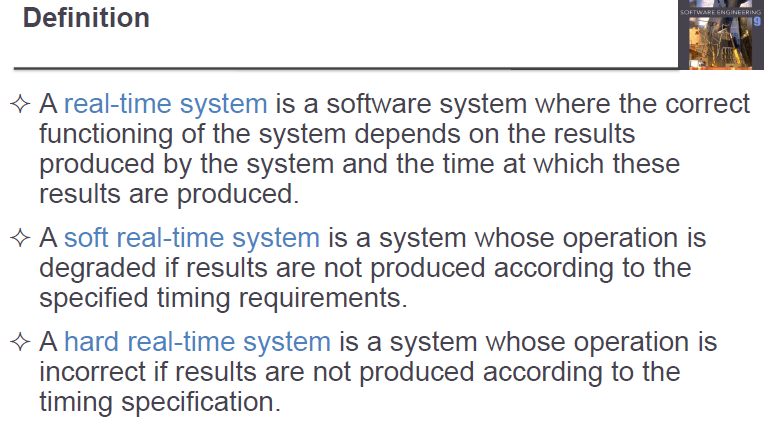 Definition
SOFTWARE ENGINEERING
9
✧ A real-time system is a software system where the correct
functioning of the system depends on the results
produced by the system and the time at which these
results are produced.
✧ A soft real-time system is a system whose operation is
degraded if results are not produced according to the
specified timing requirements.
✧ A hard real-time system is a system whose operation is
incorrect if results are not produced according to the
timing specification.